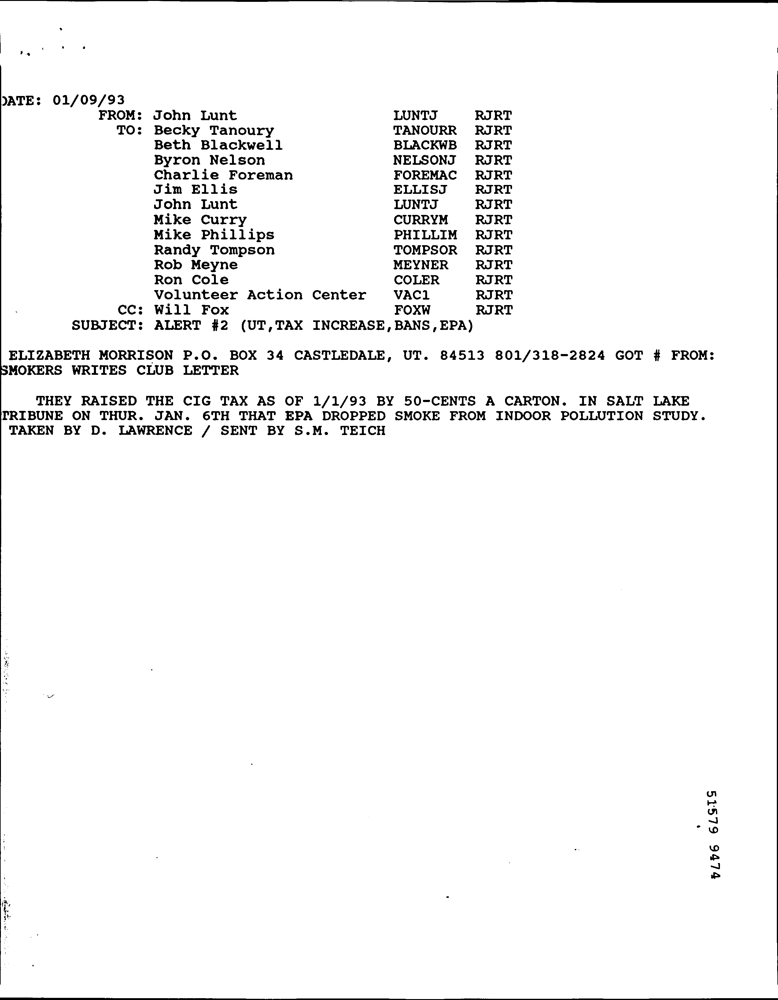 DATE: 01/09/93
FROM: John Lunt LUNTJ RJRT
TO: Becky Tanoury TANOURR RJRT
Beth Blackwell BLACKWB RJRT
Byron Nelson NELSONJ RJRT
Charlie Foreman FOREMAC RJRT
Jim Ellis ELLISJ RJRT
John Lunt LUNTJ RJRT
Mike Curry CURRYM RJRT
Mike Phillips PHILLIM RJRT
Randy Tompson TOMPSOR RJRT
Rob Meyne MEYNER RJRT
Ron Cole COLER RJRT
Volunteer Action Center VAC1 RJRT
CC: Will Fox FOXW RJRT
SUBJECT: ALERT #2 (UT,TAX INCREASE,BANS,EPA)
ELIZABETH MORRISON P.O. BOX 34 CASTLEDALE, UT. 84513 801/318-2824 GOT # FROM:
SMOKERS WRITES CLUB LETTER
THEY RAISED THE CIG TAX AS OF 1/1/93 BY 50-CENTS A CARTON. IN SALT LAKE
TRIBUNE ON THUR. JAN. 6TH THAT EPA DROPPED SMOKE FROM INDOOR POLLUTION STUDY.
TAKEN BY D. LAWRENCE / SENT BY S.M. TEICH
51579 9474